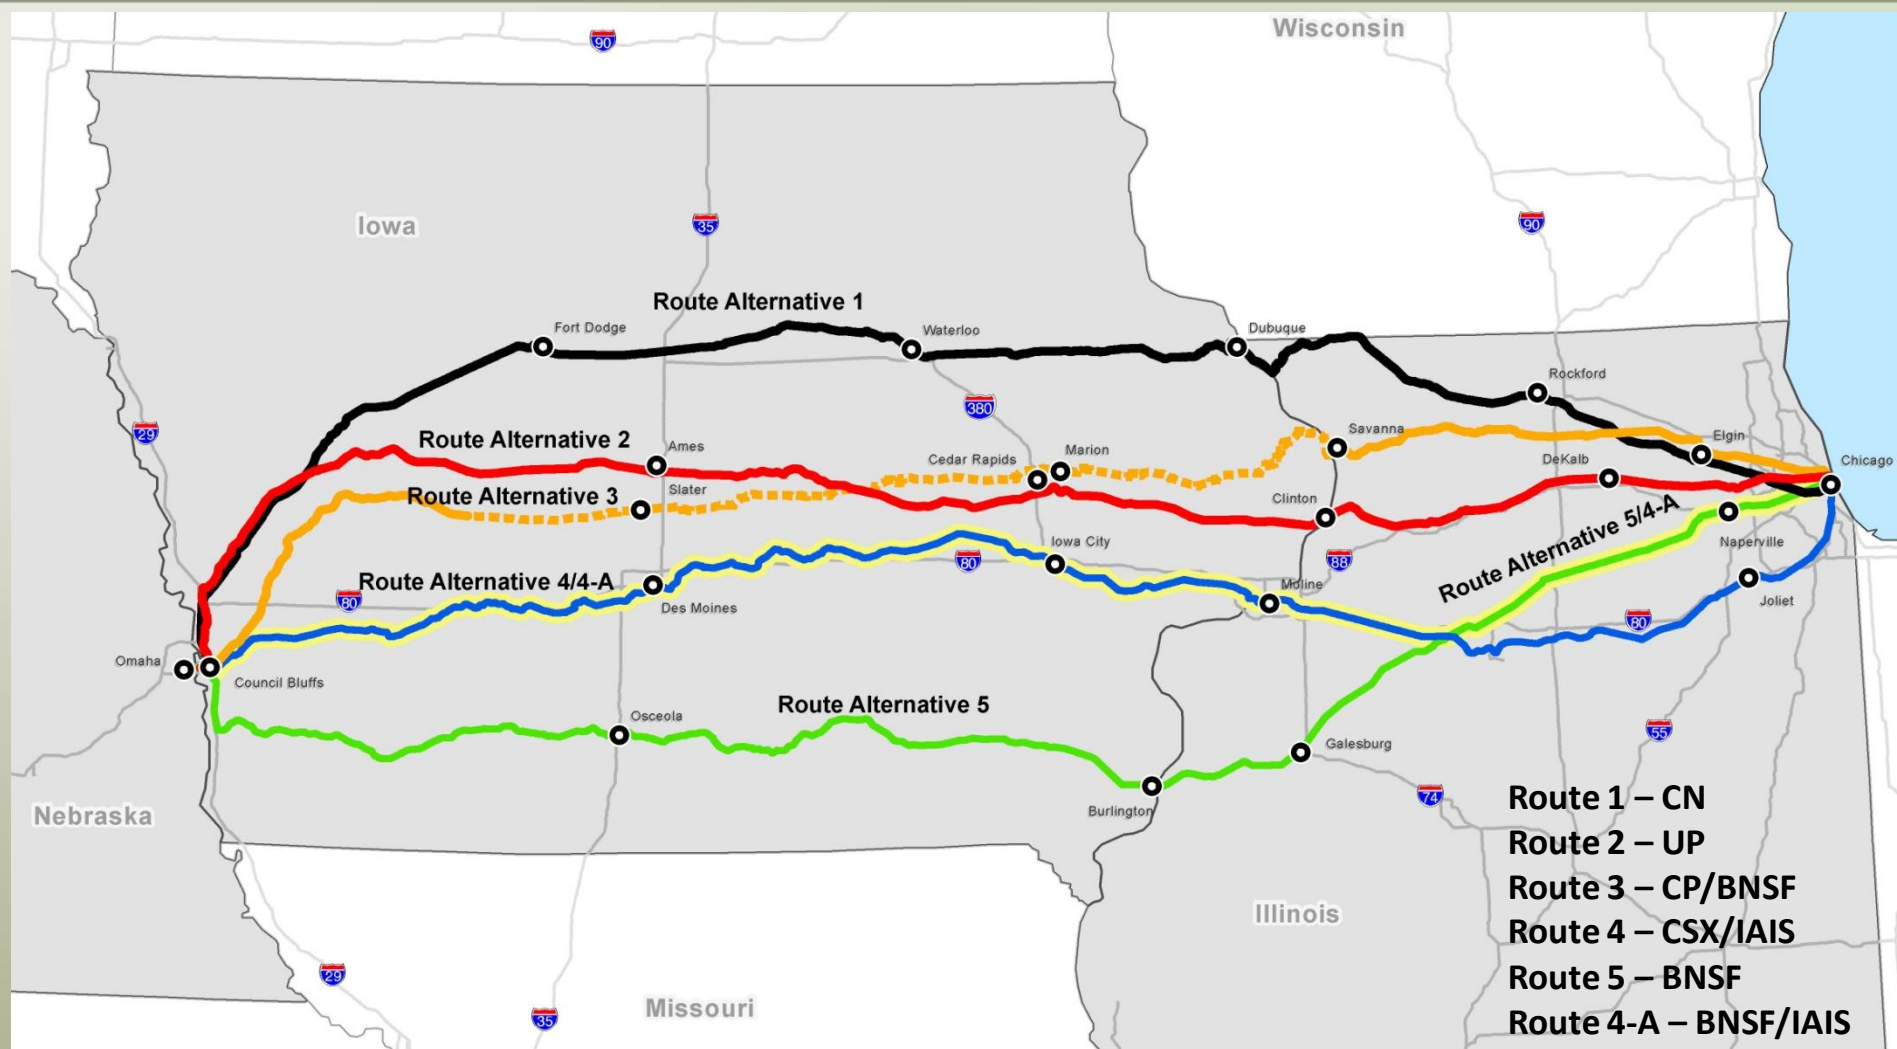 Wisconsin
90
Iowa
35
90
Route Alternative 1
Fort Dodge
Waterloo
Dubuque
Rockford
380
29
Route Alternative 2
Ames
Cedar Rapids
Marion
Savanna
Elgin
DeKalb
Chicago
Route Alternative 3
Slater
Clinton
Route Alternative 5/4-A
Naperville
Iowa City
80
88
Route Alternative 4/4-A
80
Des Moines
Moline
Joliet
80
Omaha
Council Bluffs
Route Alternative 5
Osceola
Galesburg
55
Burlington
74
Nebraska
Illinois
29
35
Missouri
Route 1 – CN
Route 2 – UP
Route 3 – CP/BNSF
Route 4 – CSX/IAIS
Route 5 – BNSF
Route 4-A – BNSF/IAIS